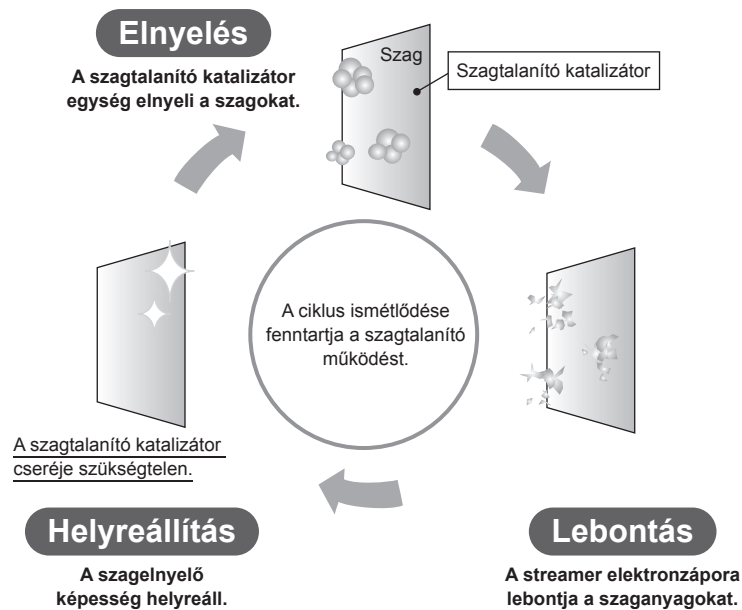 Elnyelés
A szagtalanító katalizátor
egység elnyeli a szagokat.
Szag
Szagtalanító katalizátor
A ciklus ismétlődése
fenntartja a szagtalanító
működést.
A szagtalanító katalizátor
cseréje szükségtelen.
Helyreállítás
A szagelnyelő
képesség helyreáll.
Lebontás
A streamer elektronzápora
lebontja a szaganyagokat.